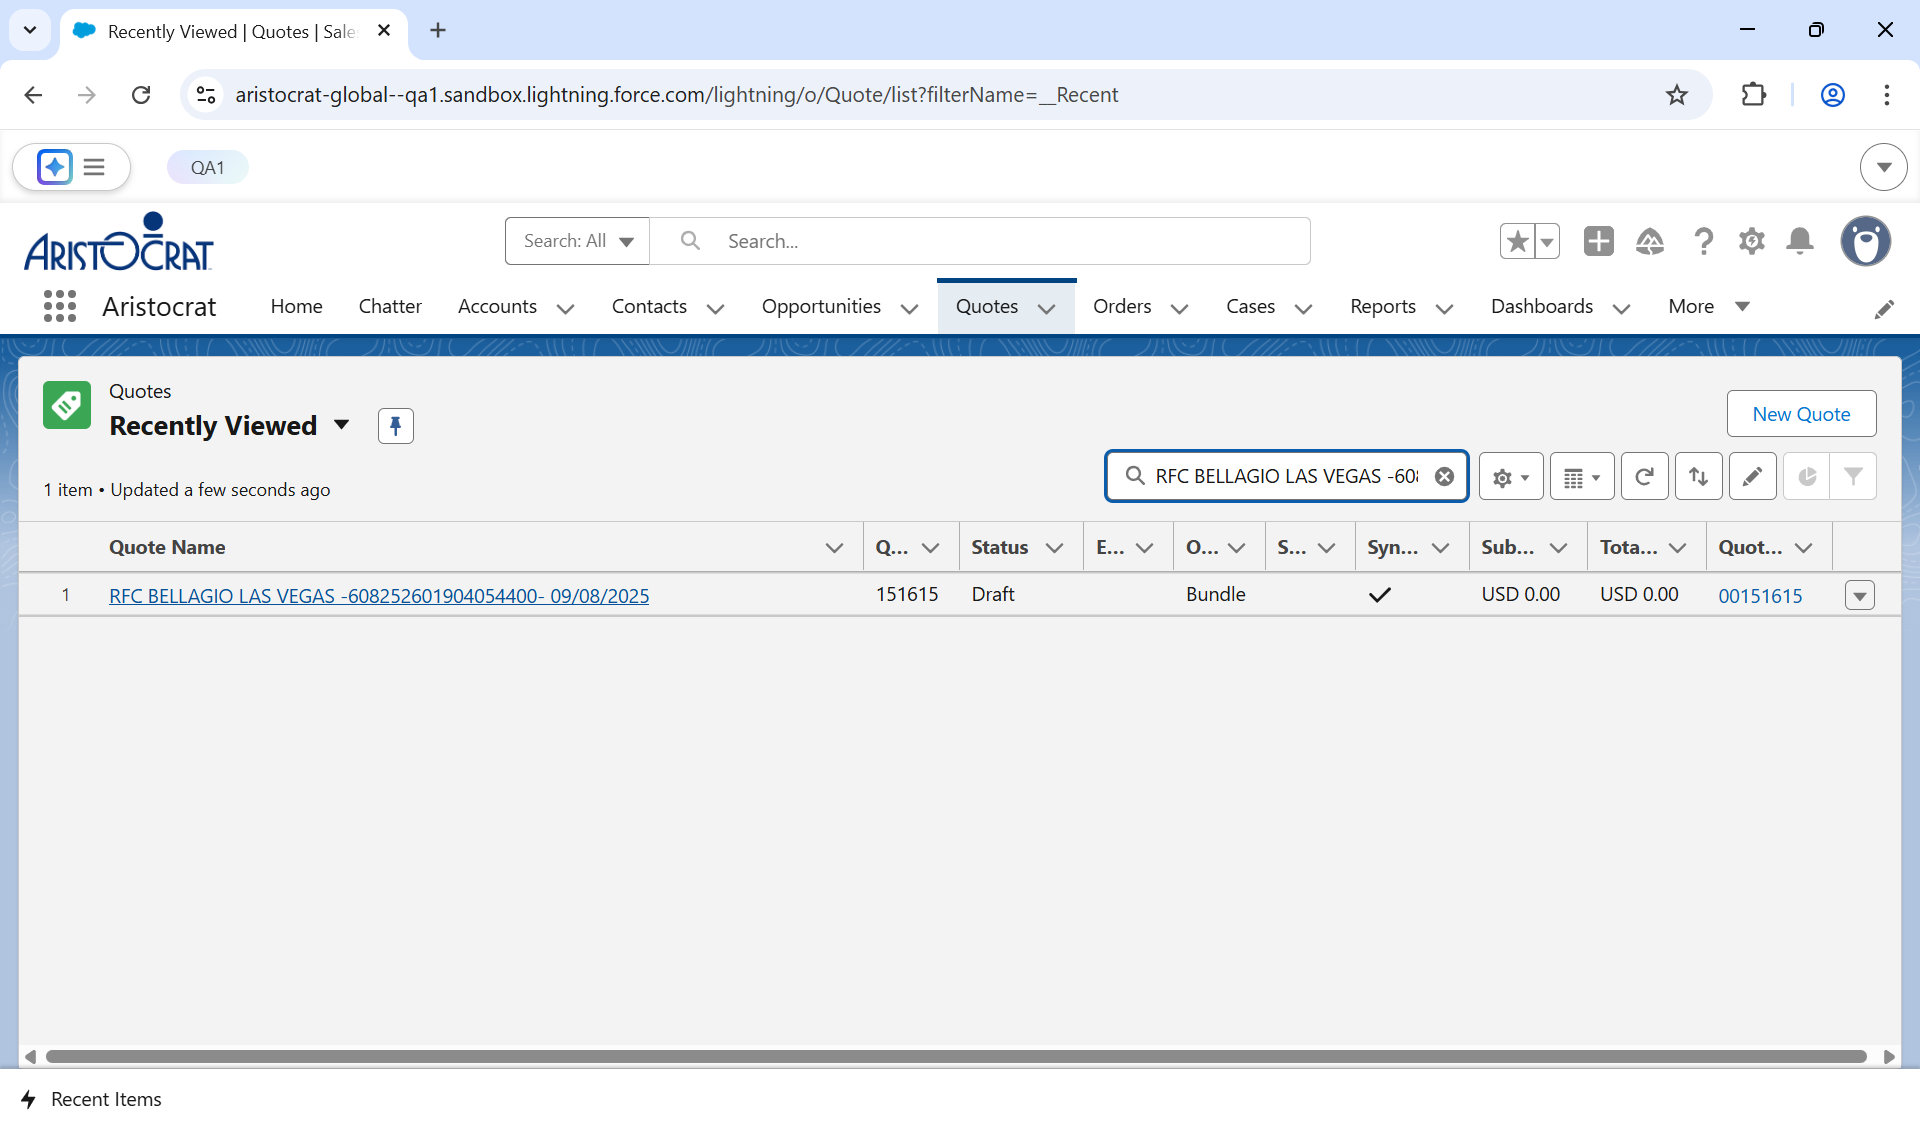 Recently Viewed | Quotes | Sale
aristocrat-global--qa1.sandbox.lightning.force.com/lightning/o/Quote/list?filterName=__Recent
QA1
ARISTOCRAT
Search: All
Search...
Aristocrat
Home
Chatter
Accounts
Contacts
Opportunities
Quotes
Orders
Cases
Reports
Dashboards
More
Quotes
Recently Viewed
New Quote
1 item • Updated a few seconds ago
RFC BELLAGIO LAS VEGAS -608
Quote Name Q... Status E... O... S... Syn... Sub... Tota... Quot...
1 RFC BELLAGIO LAS VEGAS -608252601904054400- 09/08/2025 151615 Draft Bundle USD 0.00 USD 0.00 00151615
Recent Items